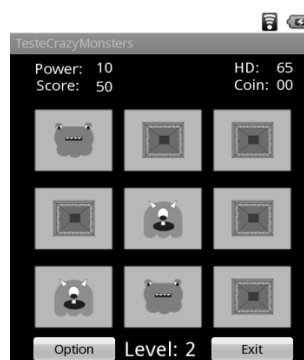 TesteCrazyMonsters
Power: 10 HD: 65
Score: 50 Coin: 00
Option Level: 2 Exit